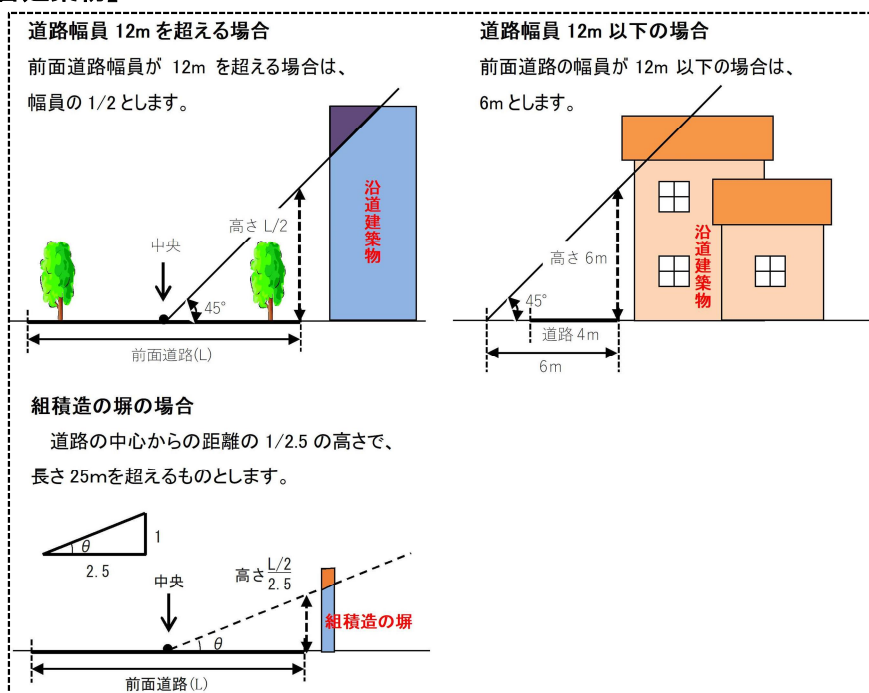 道路幅員 12m を超える場合
前面道路幅員が 12m を超える場合は、
幅員の 1/2 とします。
沿道建築物
高さ L/2
中央
45°
前面道路(L)
道路幅員 12m 以下の場合
前面道路の幅員が 12m 以下の場合は、
6m とします。
沿道建築物
高さ 6m
45°
道路 4m
6m
組積造の塀の場合
道路の中心からの距離の 1/2.5 の高さで、
長さ 25mを超えるものとします。
1
θ
2.5
中央
高さ L/2
2.5
組積造の塀
θ
前面道路(L)